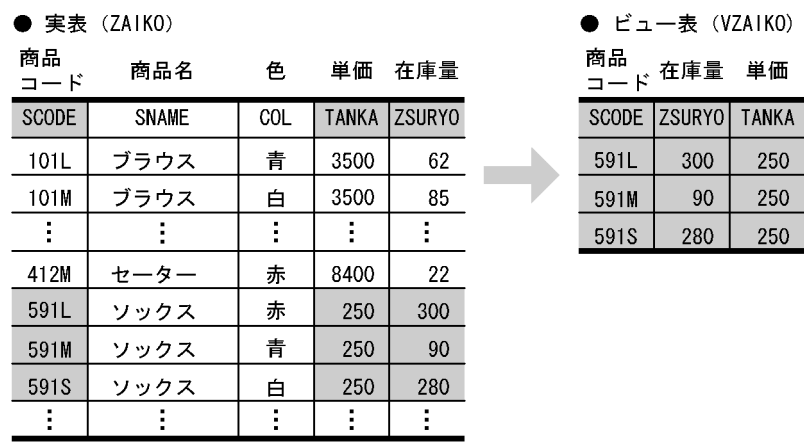 ● 実表（ZAIKO）
商品コード 商品名 色 単価 在庫量
SCODE SNAME COL TANKA ZSURYO
101L ブラウス 青 3500 62
101M ブラウス 白 3500 85
： ： ： ： ：
412M セーター 赤 8400 22
591L ソックス 赤 250 300
591M ソックス 青 250 90
591S ソックス 白 250 280
： ： ： ： ：
● ビュー表（VZAIKO）
商品コード 在庫量 単価
SCODE ZSURYO TANKA
591L 300 250
591M 90 250
591S 280 250